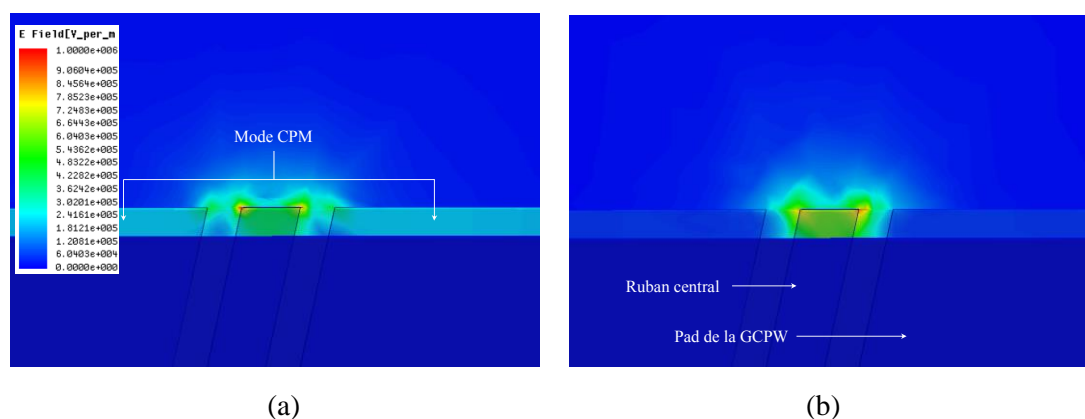 E Field[V_per_m
1.0000e+006
9.0604e+005
8.4564e+005
7.8523e+005
7.2483e+005
6.6443e+005
6.0403e+005
5.4362e+005
4.8322e+005
4.2282e+005
3.6242e+005
3.0201e+005
2.4161e+005
1.8121e+005
1.2081e+005
6.0403e+004
0.0000e+000
Mode CPM
Ruban central
Pad de la GCPW
(a)
(b)